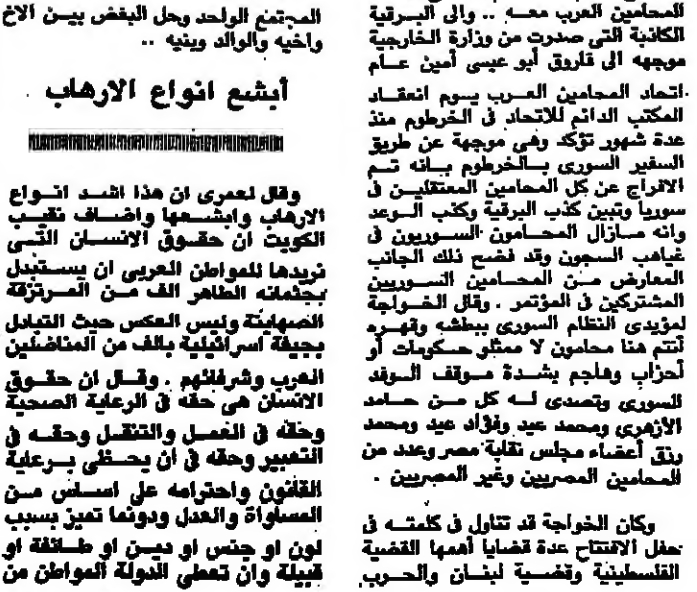 للمحامين العرب معه .. والى البرقية
الكاذبة التى صدرت من وزارة الخارجية
موجهه الى فاروق أبو عيسى أمين عام
اتحاد المحامين العرب يوم انعقاد
المكتب الدائم للاتحاد فى الخرطوم منذ
عدة شهور تؤكد وهى موجهة عن طريق
السفير السورى بالخرطوم بانه تم
الافراج عن كل المحامين المعتقلين فى
سوريا وتبين كذب البرقية وكذب الوعد
وانه مازال المحامون السوريون فى
غياهب السجون وقد فضح ذلك الجانب
المعارض من المحامين السوريين
المشتركين فى المؤتمر . وقال الخواجة
لمؤيدى النظام السورى ببطشه وقهره
أنتم هنا محامون لا ممثلو حكومات أو
أحزاب وهاجم بشدة موقف الوفد
السورى وتصدى له كل من حامد
الأزهرى ومحمد عيد وفؤاد عيد ومحمد
رزق أعضاء مجلس نقابة مصر وعدد من
المحامين المصريين وغير المصريين .
وكان الخواجة قد تناول فى كلمته فى
حفل الافتتاح عدة قضايا أهمها القضية
الفلسطينية وقضية لبنان والحرب
المجتمع الواحد وحل البغض بين الاخ
واخيه والوالد وبنيه ..
أبشع انواع الارهاب
وقال لعمرى ان هذا اشد انواع
الارهاب وابشعها واضاف نقيب
الكويت ان حقوق الانسان التى
نريدها للمواطن العربى ان يستبدل
بجثمانه الطاهر الف من المرتزقة
الصهاينة وليس العكس حيث التبادل
بجيفة اسرائيلية بالف من المناضلين
العرب وشرفائهم . وقال ان حقوق
الانسان هى حقه فى الرعاية الصحية
وحقه فى العمل والتنقل وحقه فى
التعبير وحقه فى ان يحظى برعاية
القانون واحترامه على اساس من
المساواة والعدل ودونما تميز بسبب
لون او جنس او دين او طائفة او
قبيلة وان تعطى الدولة المواطن من